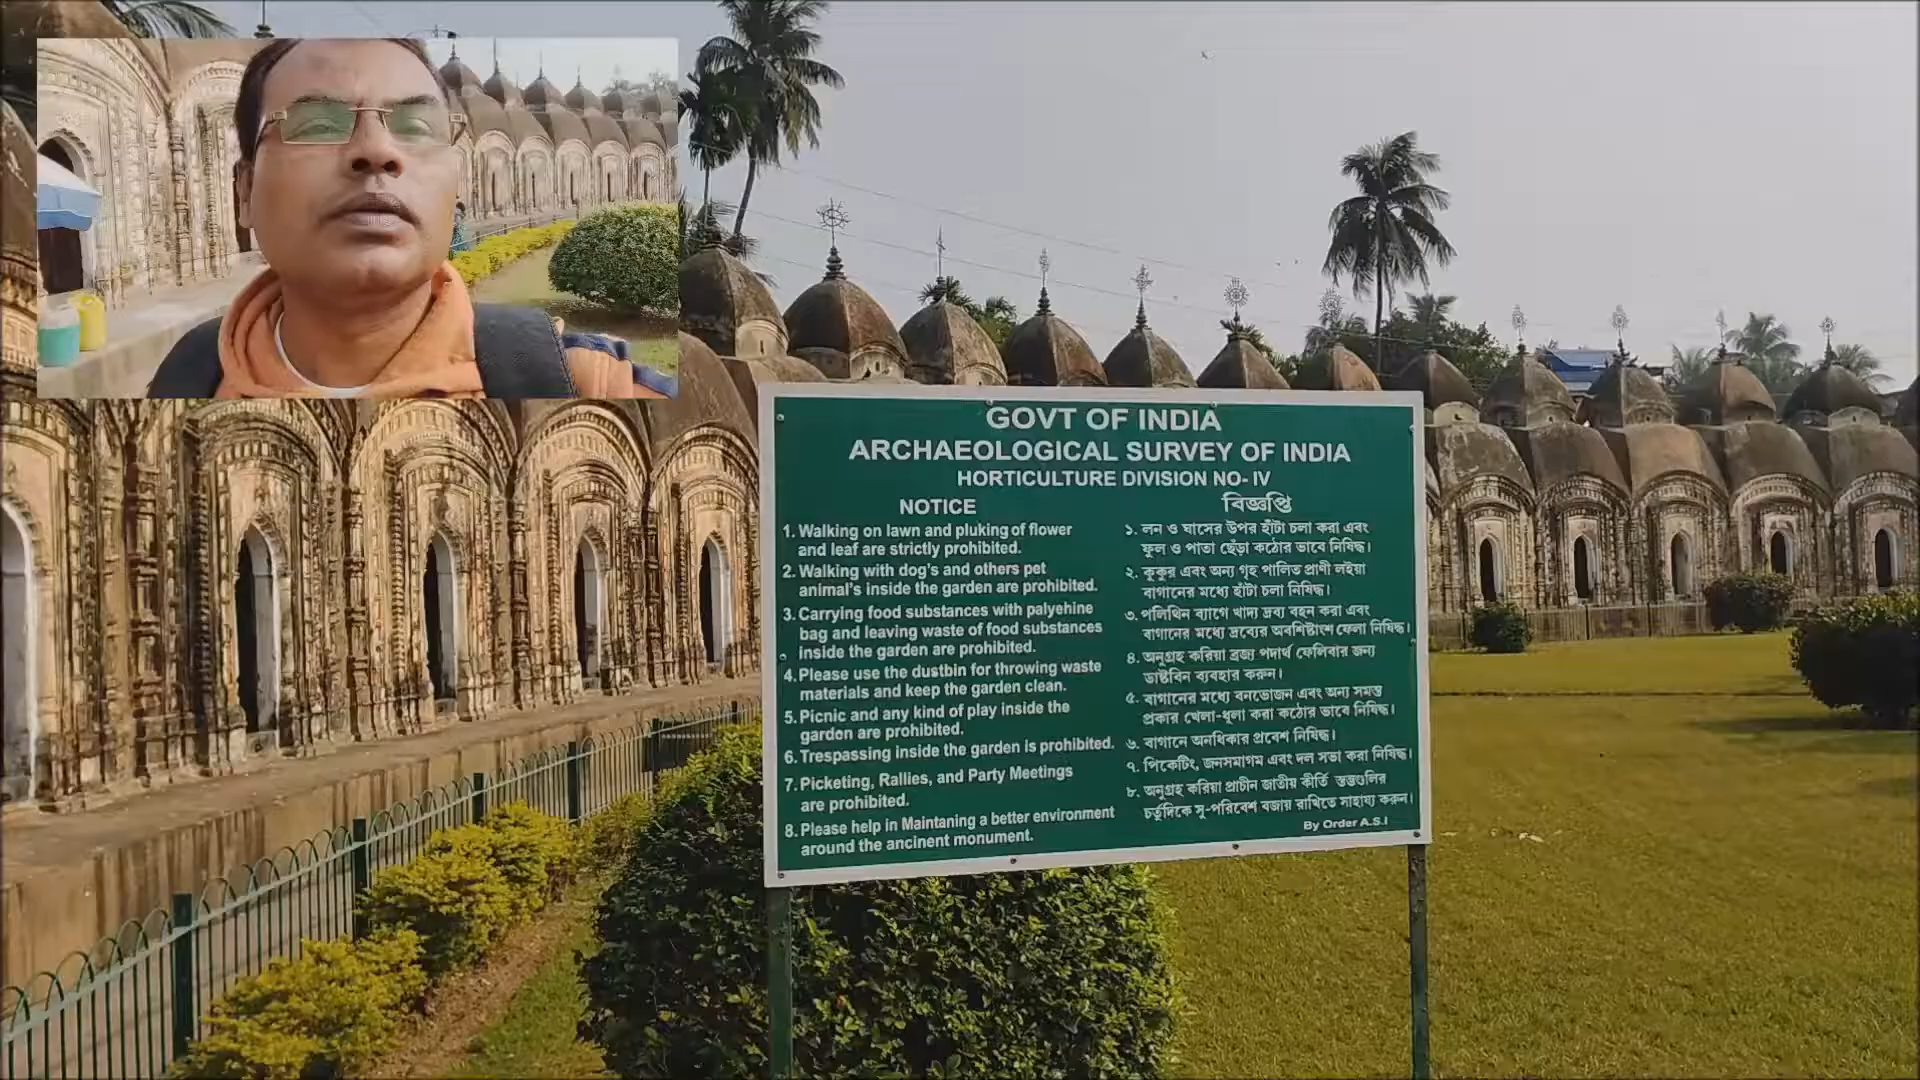 GOVT OF INDIA
ARCHAEOLOGICAL SURVEY OF INDIA
HORTICULTURE DIVISION NO- IV
NOTICE
1. Walking on lawn and pluking of flower
and leaf are strictly prohibited.
2. Walking with dog's and others pet
animal's inside the garden are prohibited.
3. Carrying food substances with palyehine
bag and leaving waste of food substances
inside the garden are prohibited.
4. Please use the dustbin for throwing waste
materials and keep the garden clean.
5. Picnic and any kind of play inside the
garden are prohibited.
6. Trespassing inside the garden is prohibited.
7. Picketing, Rallies, and Party Meetings
are prohibited.
8. Please help in Maintaning a better environment
around the ancinent monument.
বিজ্ঞপ্তি
১. লন ও ঘাসের উপর হাঁটা চলা করা এবং
ফুল ও পাতা ছেঁড়া কঠোর ভাবে নিষিদ্ধ।
২. কুকুর এবং অন্য গৃহ পালিত প্রাণী লইয়া
বাগানের মধ্যে হাঁটা চলা নিষিদ্ধ।
৩. পলিথিন ব্যাগে খাদ্য দ্রব্য বহন করা এবং
বাগানের মধ্যে দ্রব্যের অবশিষ্টাংশ ফেলা নিষিদ্ধ।
৪. অনুগ্রহ করিয়া ব্রজ্য পদার্থ ফেলিবার জন্য
ডাষ্টবিন ব্যবহার করুন।
৫. বাগানের মধ্যে বনভোজন এবং অন্য সমস্ত
প্রকার খেলা-ধুলা করা কঠোর ভাবে নিষিদ্ধ।
৬. বাগানে অনধিকার প্রবেশ নিষিদ্ধ।
৭. পিকেটিং, জনসমাগম এবং দল সভা করা নিষিদ্ধ।
৮. অনুগ্রহ করিয়া প্রাচীন জাতীয় কীর্তি স্তম্ভগুলির
চর্তুদিকে সু-পরিবেশ বজায় রাখিতে সাহায্য করুন।
By Order A.S.I